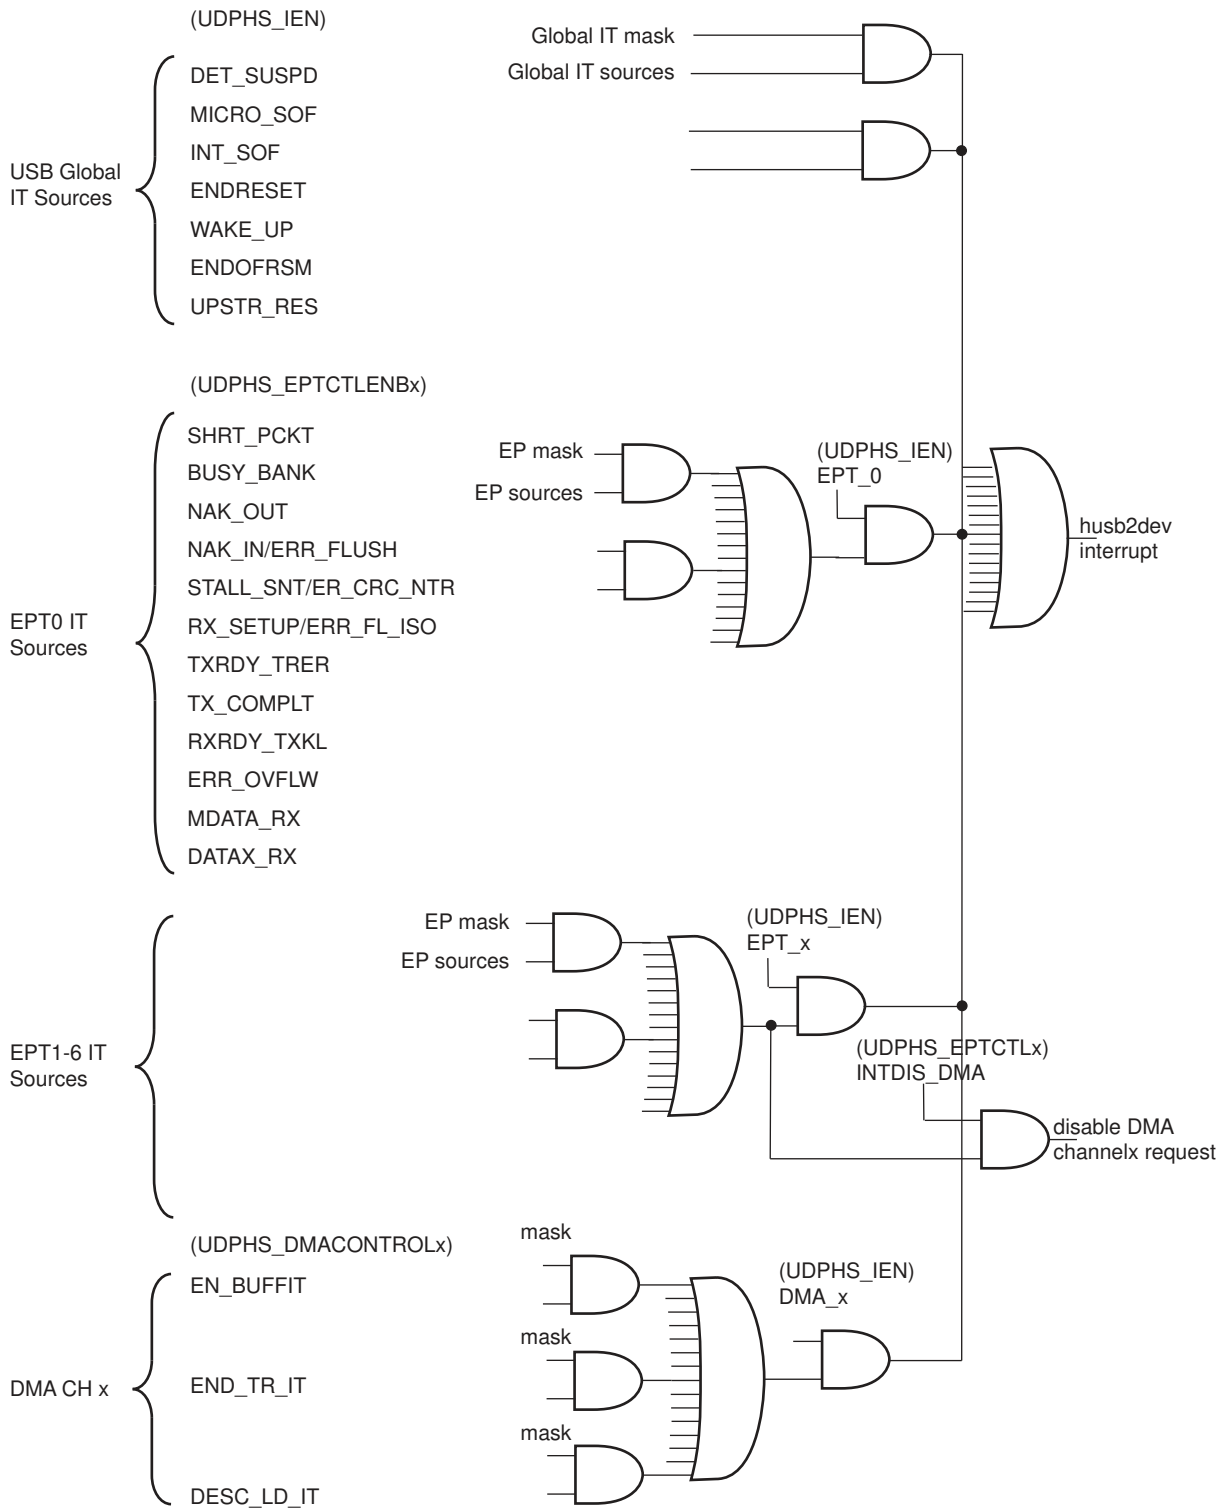 (UDPHS_IEN)
Global IT mask
Global IT sources
DET_SUSPD
MICRO_SOF
INT_SOF
ENDRESET
WAKE_UP
ENDOFRSM
UPSTR_RES
USB Global
IT Sources
(UDPHS_EPTCTLENBx)
SHRT_PCKT
BUSY_BANK
NAK_OUT
NAK_IN/ERR_FLUSH
STALL_SNT/ER_CRC_NTR
RX_SETUP/ERR_FL_ISO
TXRDY_TRER
TX_COMPLT
RXRDY_TXKL
ERR_OVFLW
MDATA_RX
DATAX_RX
EPT0 IT
Sources
EP mask
EP sources
(UDPHS_IEN)
EPT_0
husb2dev
interrupt
EPT1-6 IT
Sources
EP mask
EP sources
(UDPHS_IEN)
EPT_x
(UDPHS_EPTCTLx)
INTDIS_DMA
disable DMA
channelx request
(UDPHS_DMACONTROLx)
EN_BUFFIT
END_TR_IT
DESC_LD_IT
DMA CH x
mask
mask
mask
(UDPHS_IEN)
DMA_x